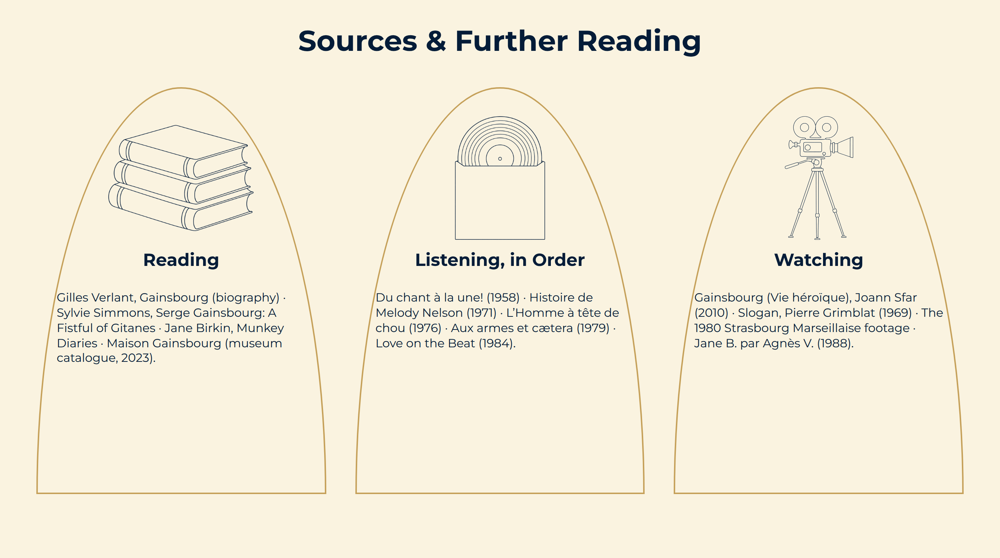 Sources & Further Reading
Reading
Gilles Verlant, Gainsbourg (biography) ·
Sylvie Simmons, Serge Gainsbourg: A
Fistful of Gitanes · Jane Birkin, Munkey
Diaries · Maison Gainsbourg (museum
catalogue, 2023).
Listening, in Order
Du chant à la une! (1958) · Histoire de
Melody Nelson (1971) · L’Homme à tête de
chou (1976) · Aux armes et cætera (1979) ·
Love on the Beat (1984).
Watching
Gainsbourg (Vie héroïque), Joann Sfar
(2010) · Slogan, Pierre Grimblat (1969) · The
1980 Strasbourg Marseillaise footage ·
Jane B. par Agnès V. (1988).